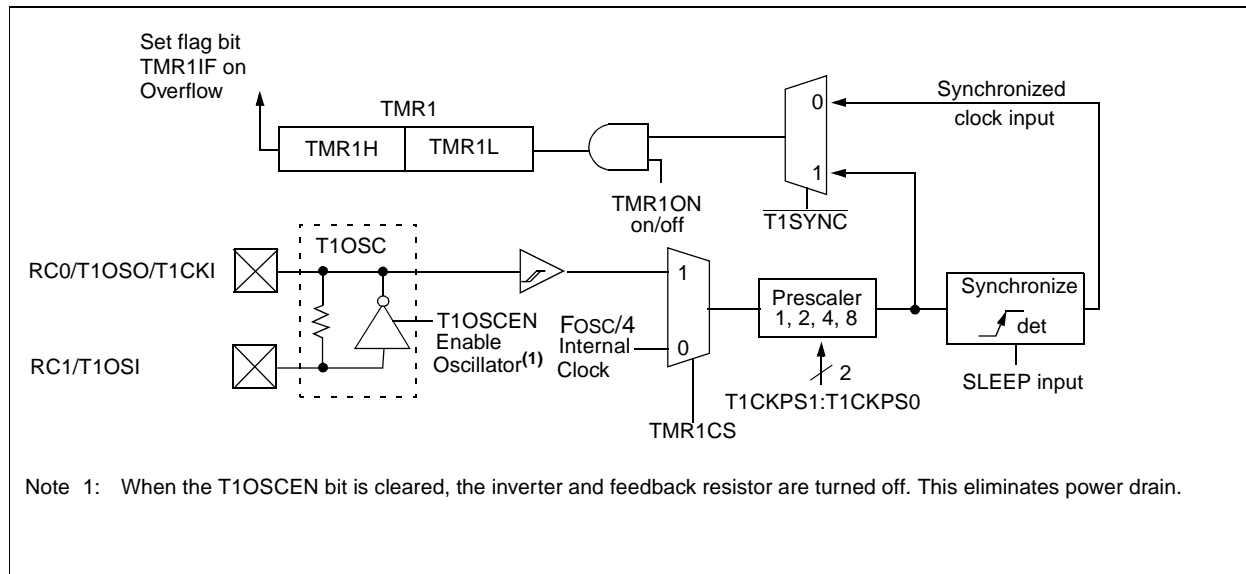 Set flag bit
TMR1IF on
Overflow
TMR1
TMR1H
TMR1L
TMR1ON
on/off
0
1
T1SYNC
Synchronized
clock input
RC0/T1OSO/T1CKI
RC1/T1OSI
T1OSC
T1OSCEN
Enable
Oscillator(1)
FOSC/4
Internal
Clock
1
0
TMR1CS
Prescaler
1, 2, 4, 8
2
T1CKPS1:T1CKPS0
Synchronize
det
SLEEP input
Note 1: When the T1OSCEN bit is cleared, the inverter and feedback resistor are turned off. This eliminates power drain.